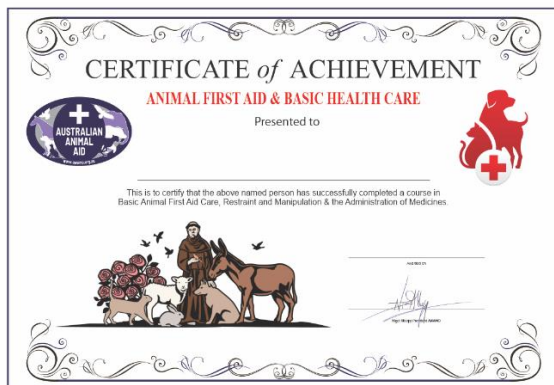 CERTIFICATE of ACHIEVEMENT
ANIMAL FIRST AID & BASIC HEALTH CARE
Presented to
AUSTRALIAN
ANIMAL
AID
This is to certify that the above named person has successfully completed a course in
Basic Animal First Aid Care, Restraint and Manipulation & the Administration of Medicines.